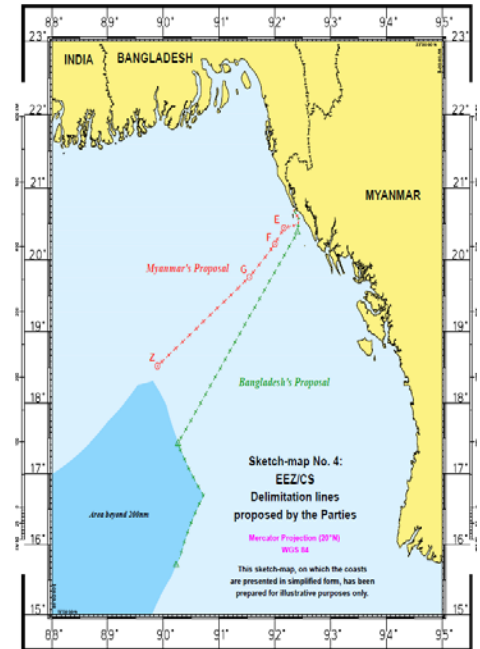 23°
INDIA BANGLADESH
22°
21°
MYANMAR
E
F
20°
Myanmar's Proposal
G
19°
Z
Bangladesh's Proposal
18°
17°
Sketch-map No. 4:
EEZ/CS
Delimitation lines
proposed by the Parties
Area beyond 200nm
Mercator Projection (20°N)
WGS 84
16°
This sketch-map, on which the coasts
are presented in simplified form, has been
prepared for illustrative purposes only.
15°
88° 89° 90° 91° 92° 93° 94° 95°